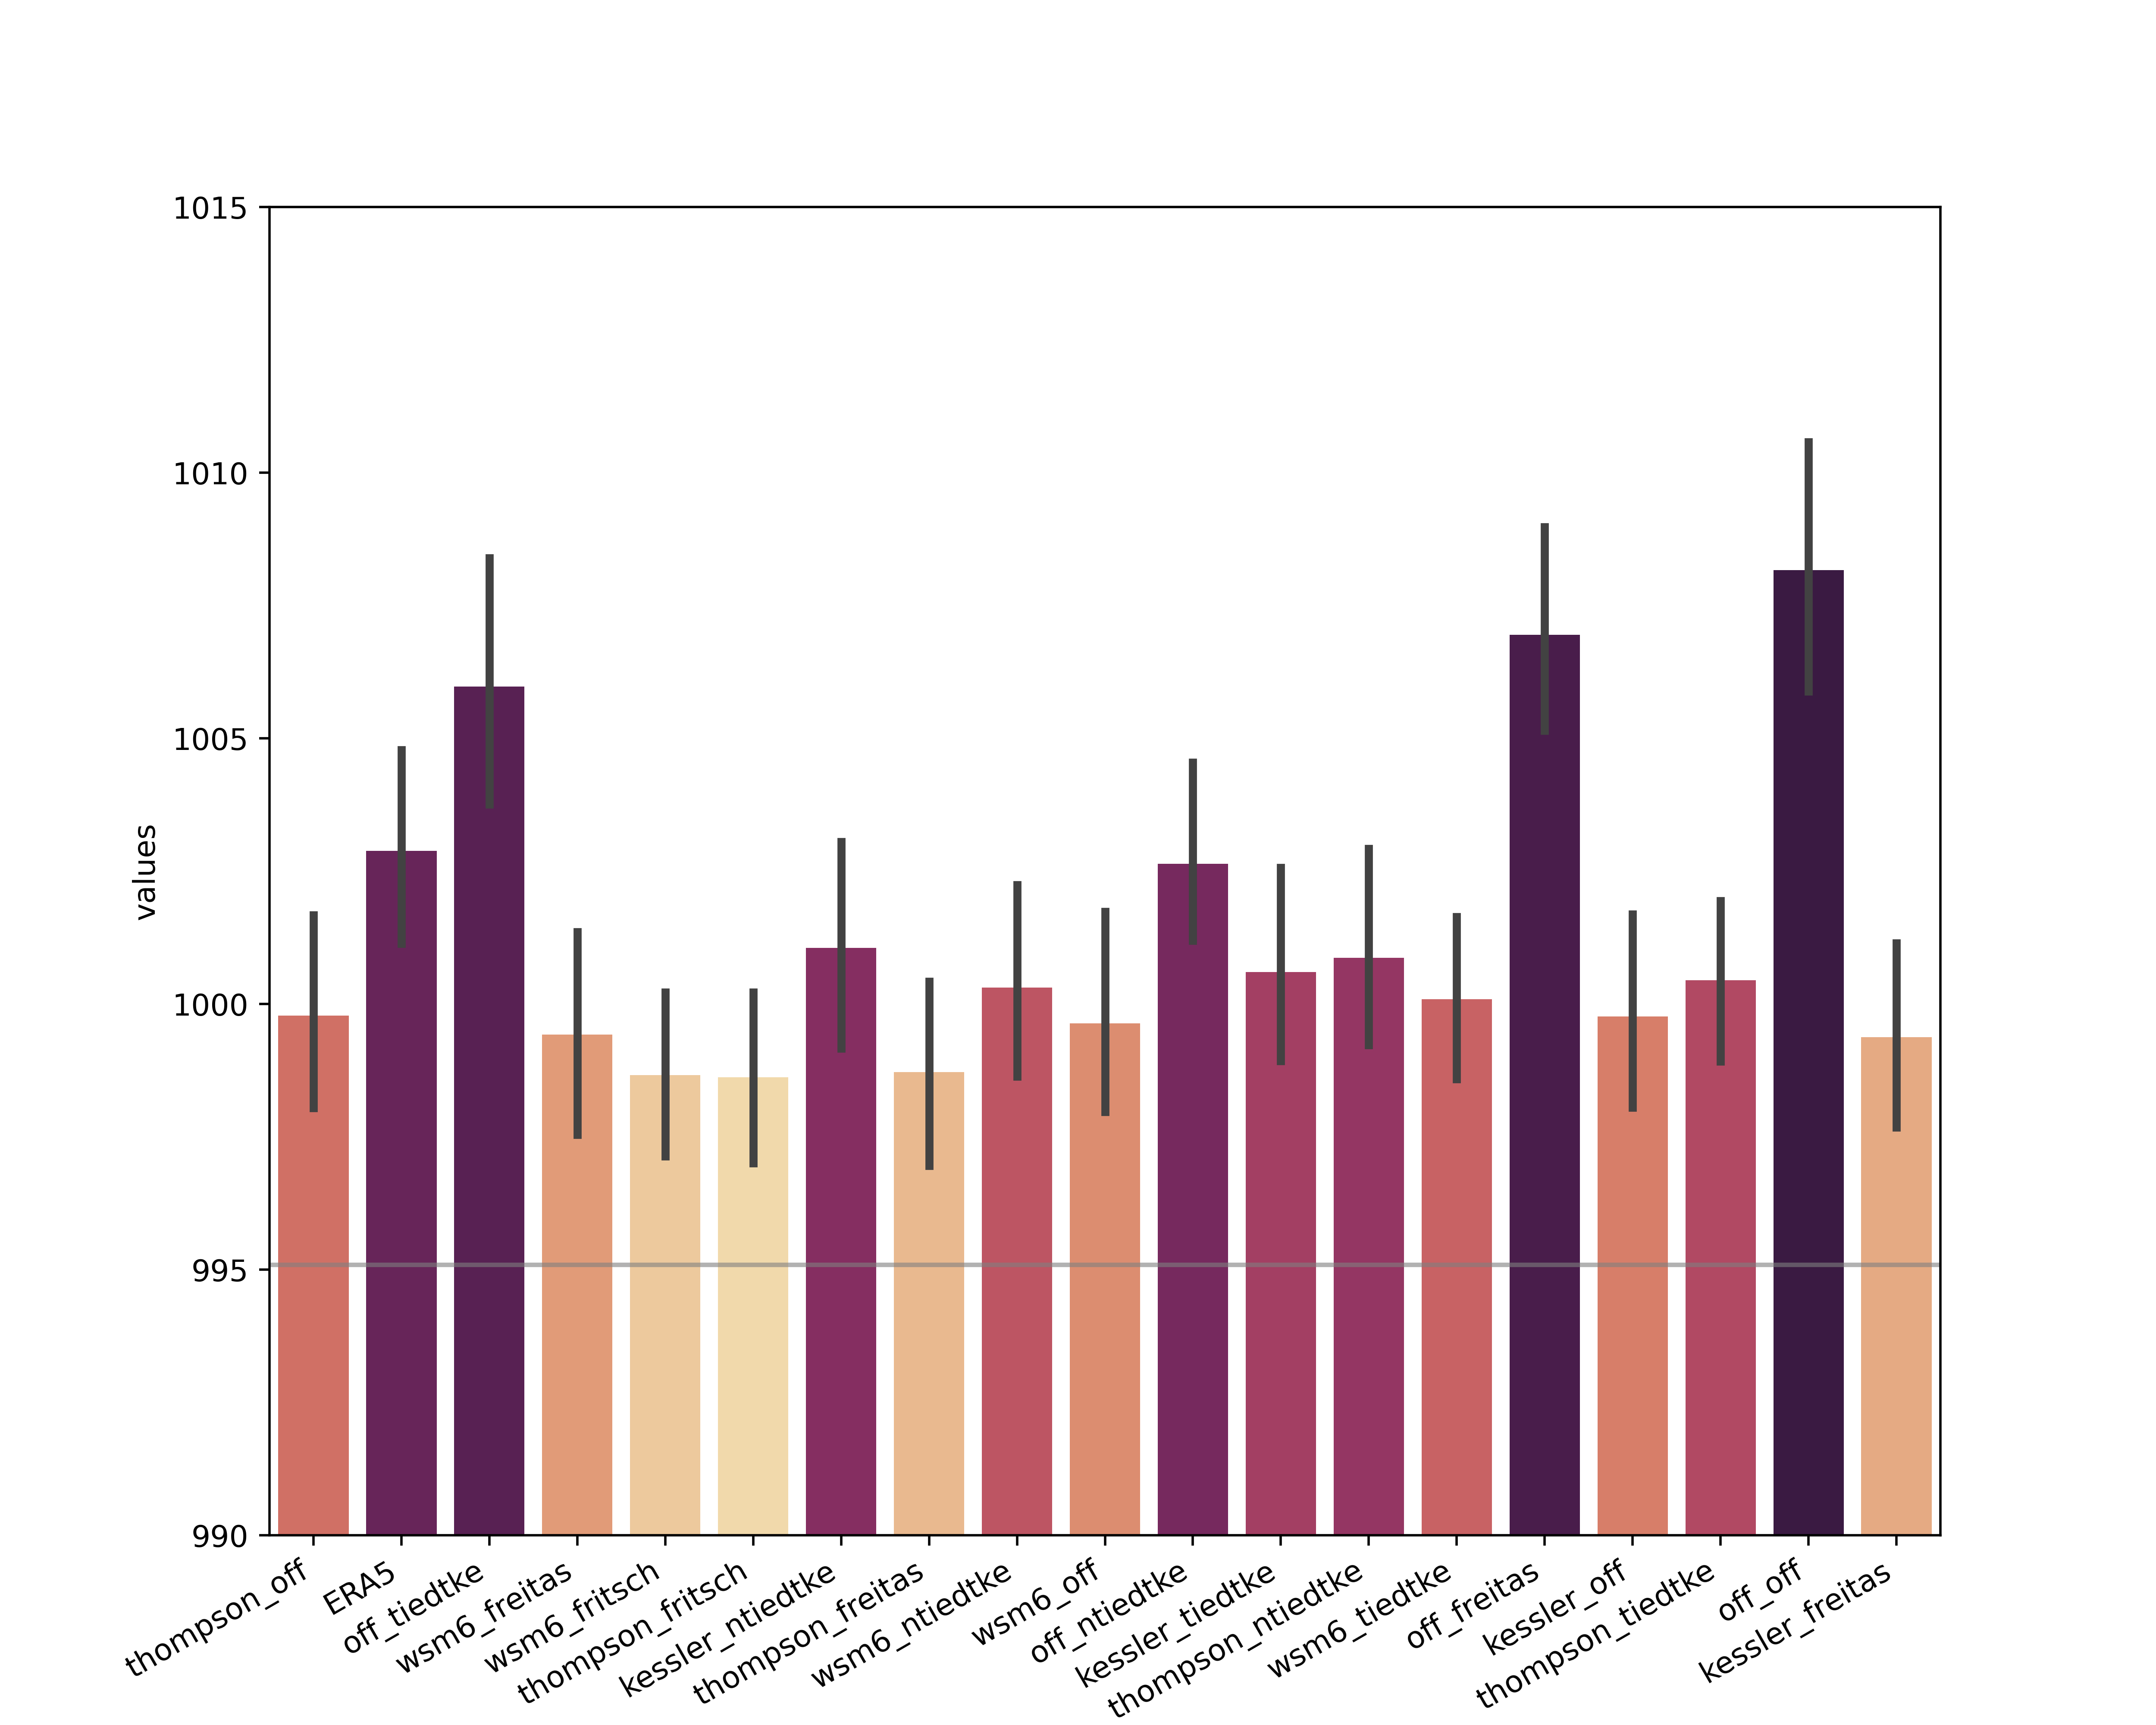 1015
1010
1005
1000
995
990
values
thompson_off
ERA5
off_tiedtke
wsm6_freitas
wsm6_fritsch
thompson_fritsch
kessler_ntiedtke
thompson_freitas
wsm6_ntiedtke
wsm6_off
off_ntiedtke
kessler_tiedtke
thompson_ntiedtke
wsm6_tiedtke
off_freitas
kessler_off
thompson_tiedtke
off_off
kessler_freitas